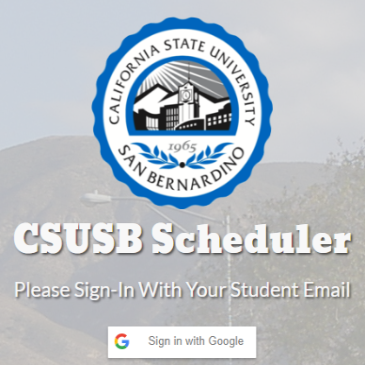 CALIFORNIA STATE UNIVERSITY
1965
SAN BERNARDINO
CSUSB Scheduler
Please Sign-In With Your Student Email
Sign in with Google